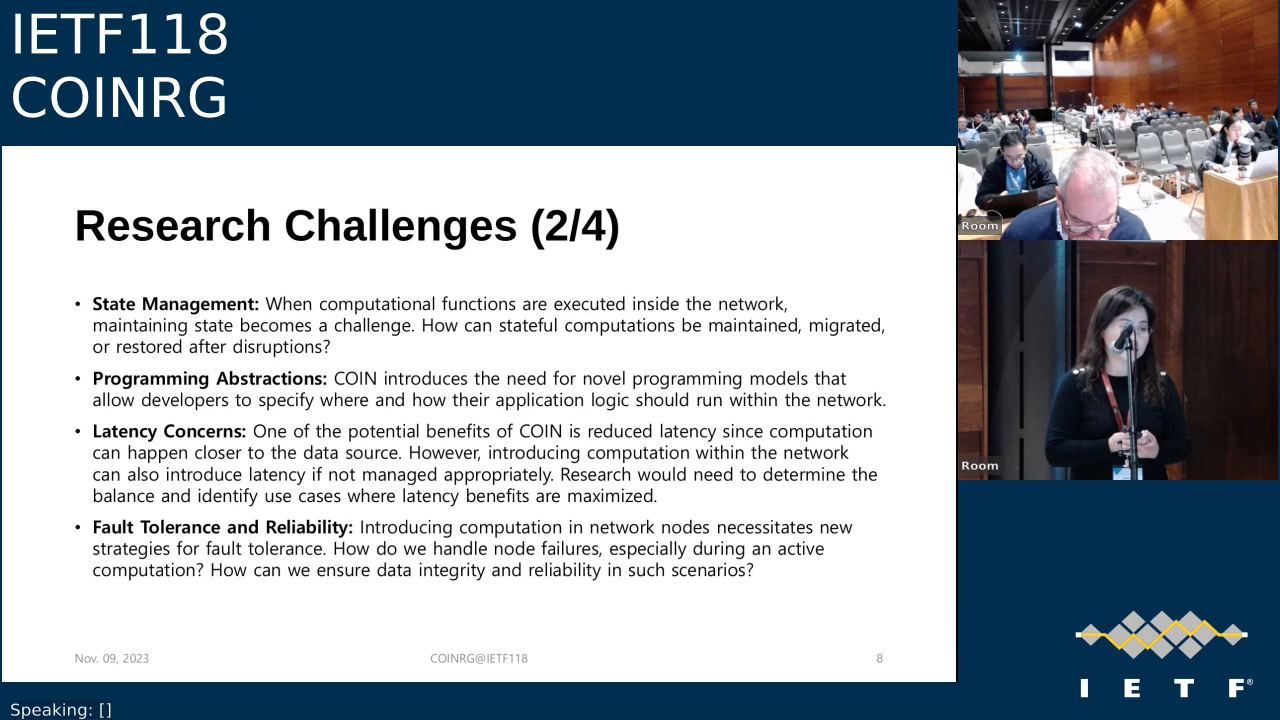 IETF118
COINRG
Research Challenges (2/4)
• State Management: When computational functions are executed inside the network,
maintaining state becomes a challenge. How can stateful computations be maintained, migrated,
or restored after disruptions?
• Programming Abstractions: COIN introduces the need for novel programming models that
allow developers to specify where and how their application logic should run within the network.
• Latency Concerns: One of the potential benefits of COIN is reduced latency since computation
can happen closer to the data source. However, introducing computation within the network
can also introduce latency if not managed appropriately. Research would need to determine the
balance and identify use cases where latency benefits are maximized.
• Fault Tolerance and Reliability: Introducing computation in network nodes necessitates new
strategies for fault tolerance. How do we handle node failures, especially during an active
computation? How can we ensure data integrity and reliability in such scenarios?
Nov. 09, 2023
COINRG@IETF118
8
Room
Room
I E T F®
Speaking: []